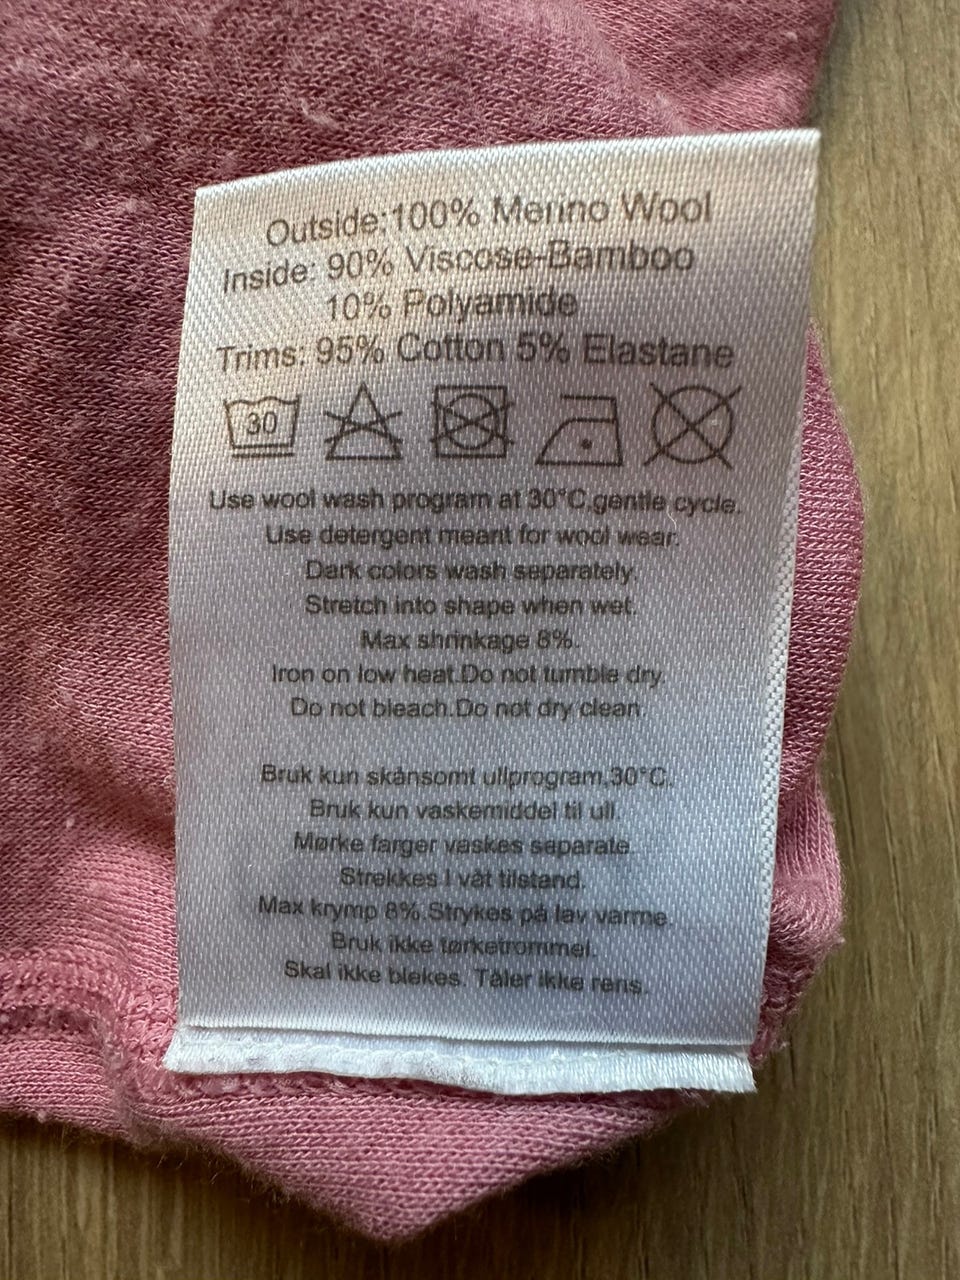 Outside:100% Merino Wool
Inside: 90% Viscose-Bamboo
10% Polyamide
Trims: 95% Cotton 5% Elastane
30
Use wool wash program at 30°C,gentle cycle.
Use detergent meant for wool wear.
Dark colors wash separately.
Stretch into shape when wet.
Max shrinkage 8%.
Iron on low heat.Do not tumble dry.
Do not bleach.Do not dry clean.
Bruk kun skånsomt ullprogram,30°C.
Bruk kun vaskemiddel til ull.
Mørke farger vaskes separate.
Strekkes I våt tilstand.
Max krymp 8%.Strykes på lav varme.
Bruk ikke tørketrommel.
Skal ikke blekes. Tåler ikke rens.